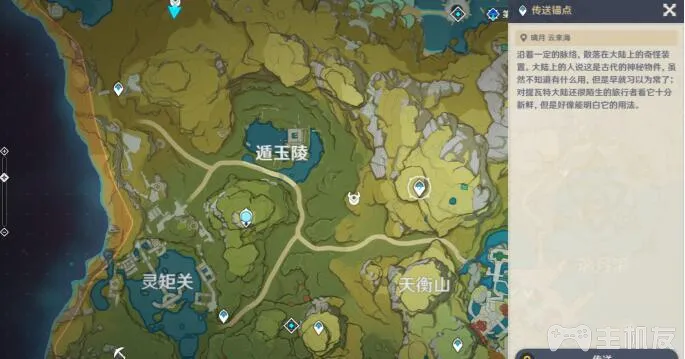 传送锚点
璃月 云来海
沿着一定的脉络，散落在大陆上的奇怪装
置。大陆上的人说这是古代的神秘物件，虽
然不知道有什么用，但是早就习以为常了；
对提瓦特大陆还很陌生的旅行者看它十分
新鲜，但是好像能明白它的用法。
遁玉陵
灵矩关
天衡山
传送
主机友